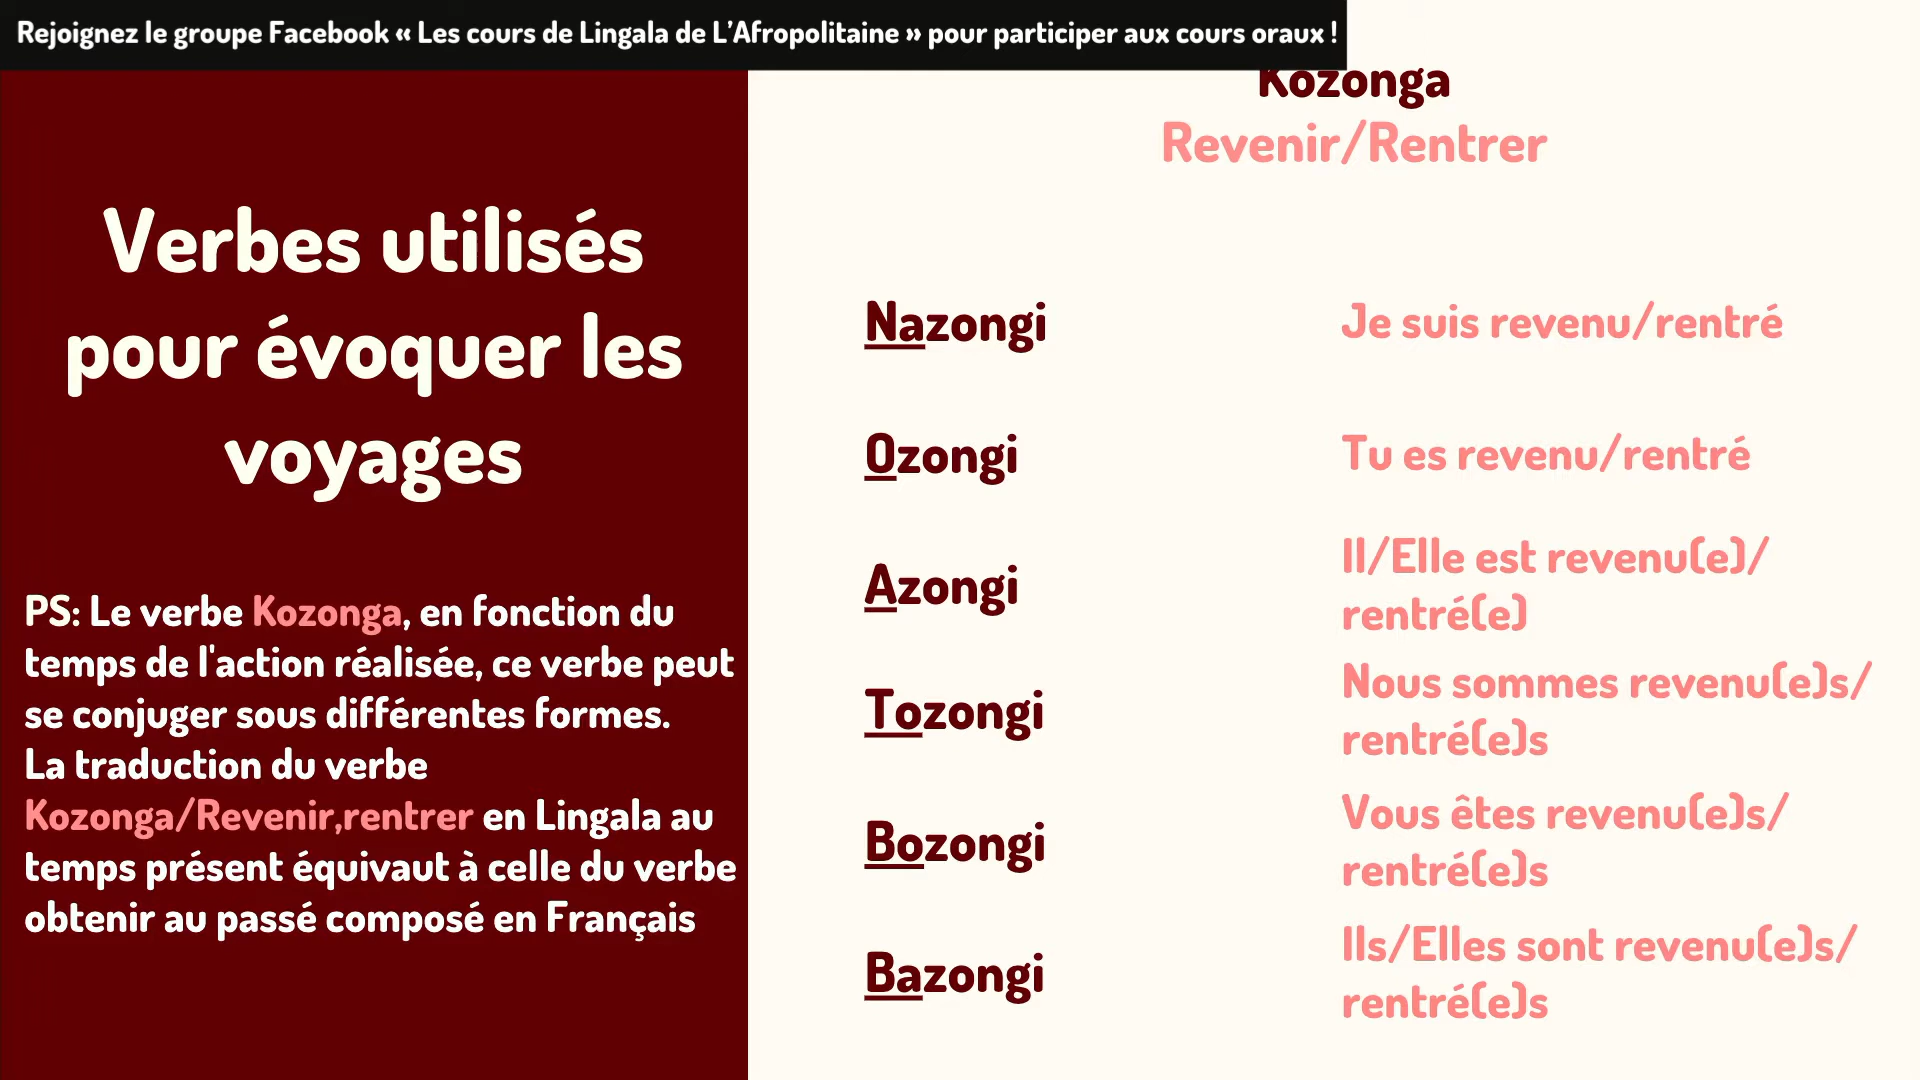 Rejoignez le groupe Facebook « Les cours de Lingala de L’Afropolitaine » pour participer aux cours oraux !
Verbes utilisés
pour évoquer les
voyages
PS: Le verbe Kozonga, en fonction du
temps de l'action réalisée, ce verbe peut
se conjuger sous différentes formes.
La traduction du verbe
Kozonga/Revenir,rentrer en Lingala au
temps présent équivaut à celle du verbe
obtenir au passé composé en Français
Kozonga
Revenir/Rentrer
Nazongi
Je suis revenu/rentré
Ozongi
Tu es revenu/rentré
Azongi
Il/Elle est revenu(e)/
rentré(e)
Tozongi
Nous sommes revenu(e)s/
rentré(e)s
Bozongi
Vous êtes revenu(e)s/
rentré(e)s
Bazongi
Ils/Elles sont revenu(e)s/
rentré(e)s